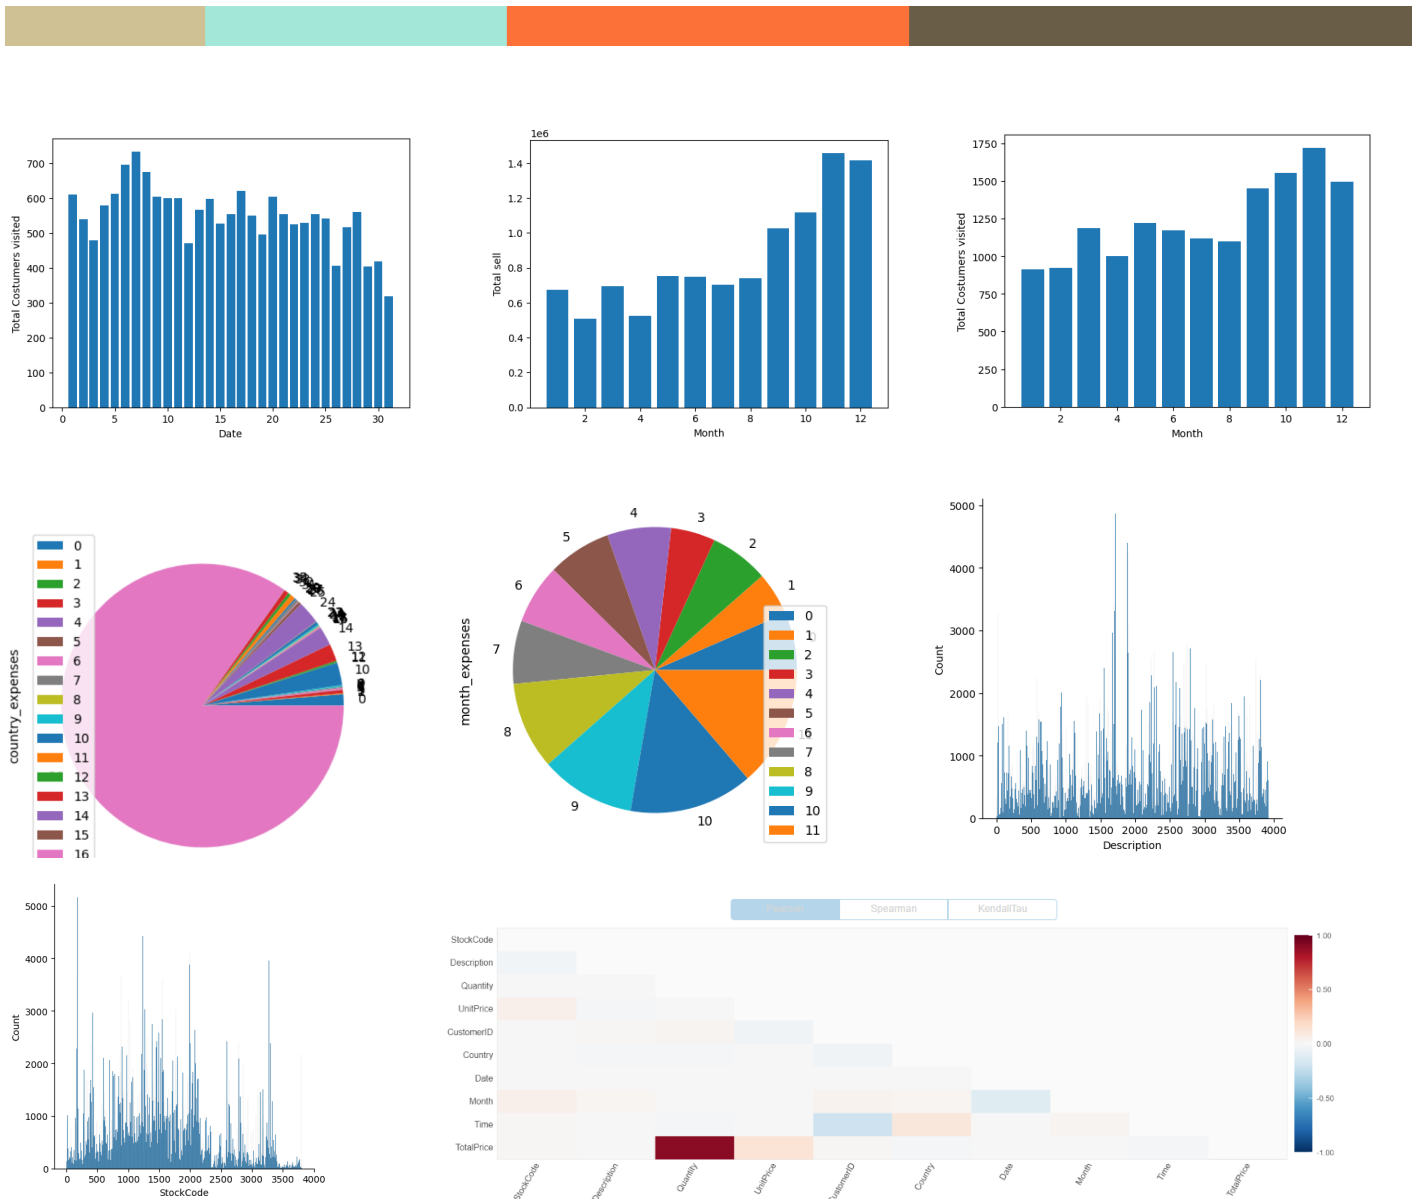 700
600
500
400
300
200
100
0
Total Costumers visited
0 5 10 15 20 25 30
Date
1e6
1.4
1.2
1.0
0.8
0.6
0.4
0.2
0.0
Total sell
2 4 6 8 10 12
Month
1750
1500
1250
1000
750
500
250
0
Total Costumers visited
2 4 6 8 10 12
Month
country_expenses
0
1
2
3
4
5
6
7
8
9
10
11
12
13
14
15
16
24
14
13
12
10
0
month_expenses
4
3
2
1
5
6
7
8
9
10
0
1
2
3
4
5
6
7
8
9
10
11
5000
4000
3000
2000
1000
0
Count
0 500 1000 1500 2000 2500 3000 3500 4000
Description
5000
4000
3000
2000
1000
0
Count
0 500 1000 1500 2000 2500 3000 3500 4000
StockCode
Pearson Spearman KendallTau
StockCode
Description
Quantity
UnitPrice
CustomerID
Country
Date
Month
Time
TotalPrice
StockCode Description Quantity UnitPrice CustomerID Country Date Month Time TotalPrice
1.00
0.50
0.00
-0.50
-1.00